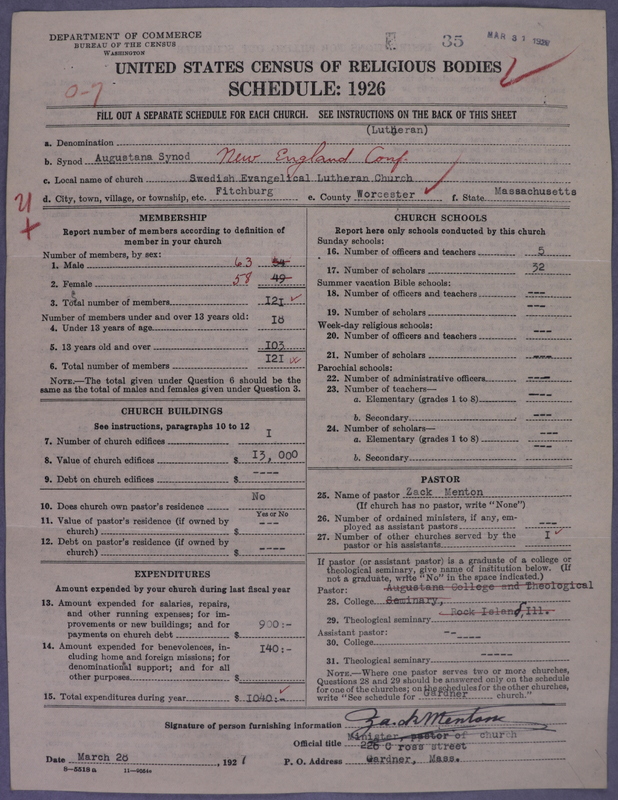 DEPARTMENT OF COMMERCE
BUREAU OF THE CENSUS
WASHINGTON
35
MAR 31
UNITED STATES CENSUS OF RELIGIOUS BODIES
SCHEDULE: 1926
0-7
FILL OUT A SEPARATE SCHEDULE FOR EACH CHURCH. SEE INSTRUCTIONS ON THE BACK OF THIS SHEET
(Lutheran)
a. Denomination
b. Synod Augustana Synod New England Conf.
c. Local name of church Swedish Evangelical Lutheran Church
d. City, town, village, or township, etc. Fitchburg e. County Worcester f. State Massachusetts
MEMBERSHIP
Report number of members according to definition of
member in your church
Number of members, by sex:
1. Male 63 54
2. Female 58 49
3. Total number of members 121
Number of members under and over 13 years old:
4. Under 13 years of age 18
5. 13 years old and over 103
6. Total number of members 121
NOTE.—The total given under Question 6 should be the
same as the total of males and females given under Question 3.
CHURCH BUILDINGS
See instructions, paragraphs 10 to 12
7. Number of church edifices I
8. Value of church edifices $ 13,000
9. Debt on church edifices $ ----
10. Does church own pastor's residence No
Yes or No
11. Value of pastor's residence (if owned by
church) $ ---
12. Debt on pastor's residence (if owned by
church) $ ----
EXPENDITURES
Amount expended by your church during last fiscal year
13. Amount expended for salaries, repairs,
and other running expenses; for im-
provements or new buildings; and for
payments on church debt $ 900:-
14. Amount expended for benevolences, in-
cluding home and foreign missions; for
denominational support; and for all
other purposes $ 140:-
15. Total expenditures during year $ 1040:-
CHURCH SCHOOLS
Report here only schools conducted by this church
Sunday schools:
16. Number of officers and teachers 5
17. Number of scholars 32
Summer vacation Bible schools:
18. Number of officers and teachers ---
19. Number of scholars ---
Week-day religious schools:
20. Number of officers and teachers ---
21. Number of scholars ---
Parochial schools:
22. Number of administrative officers ---
23. Number of teachers—
a. Elementary (grades 1 to 8) ---
b. Secondary ---
24. Number of scholars—
a. Elementary (grades 1 to 8) ---
b. Secondary
PASTOR
25. Name of pastor Zack Menton
(If church has no pastor, write "None")
26. Number of ordained ministers, if any, em-
ployed as assistant pastors ---
27. Number of other churches served by the
pastor or his assistants I
If pastor (or assistant pastor) is a graduate of a college or
theological seminary, give name of institution below. (If
not a graduate, write "No" in the space indicated.)
Pastor: Augustana College and Theological
28. College Seminary,
29. Theological seminary Rock Island, Ill.
Assistant pastor:
30. College ------
31. Theological seminary -----
NOTE.—Where one pastor serves two or more churches,
Questions 28 and 29 should be answered only on the schedule
for one of the churches; on the schedules for the other churches,
write "See schedule for Gardner church."
Signature of person furnishing information Zack Menton
Official title Minister, pastor of church
226 Cross street
Date March 28, 192 P. O. Address Gardner, Mass.
8—5518 a